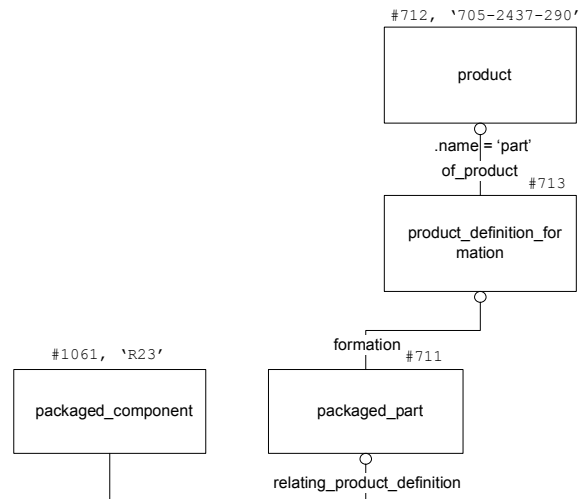 #712, ‘705-2437-290’
product
.name = ‘part’
of_product
#713
product_definition_for
mation
formation
#1061, ‘R23’
#711
packaged_component
packaged_part
relating_product_definition